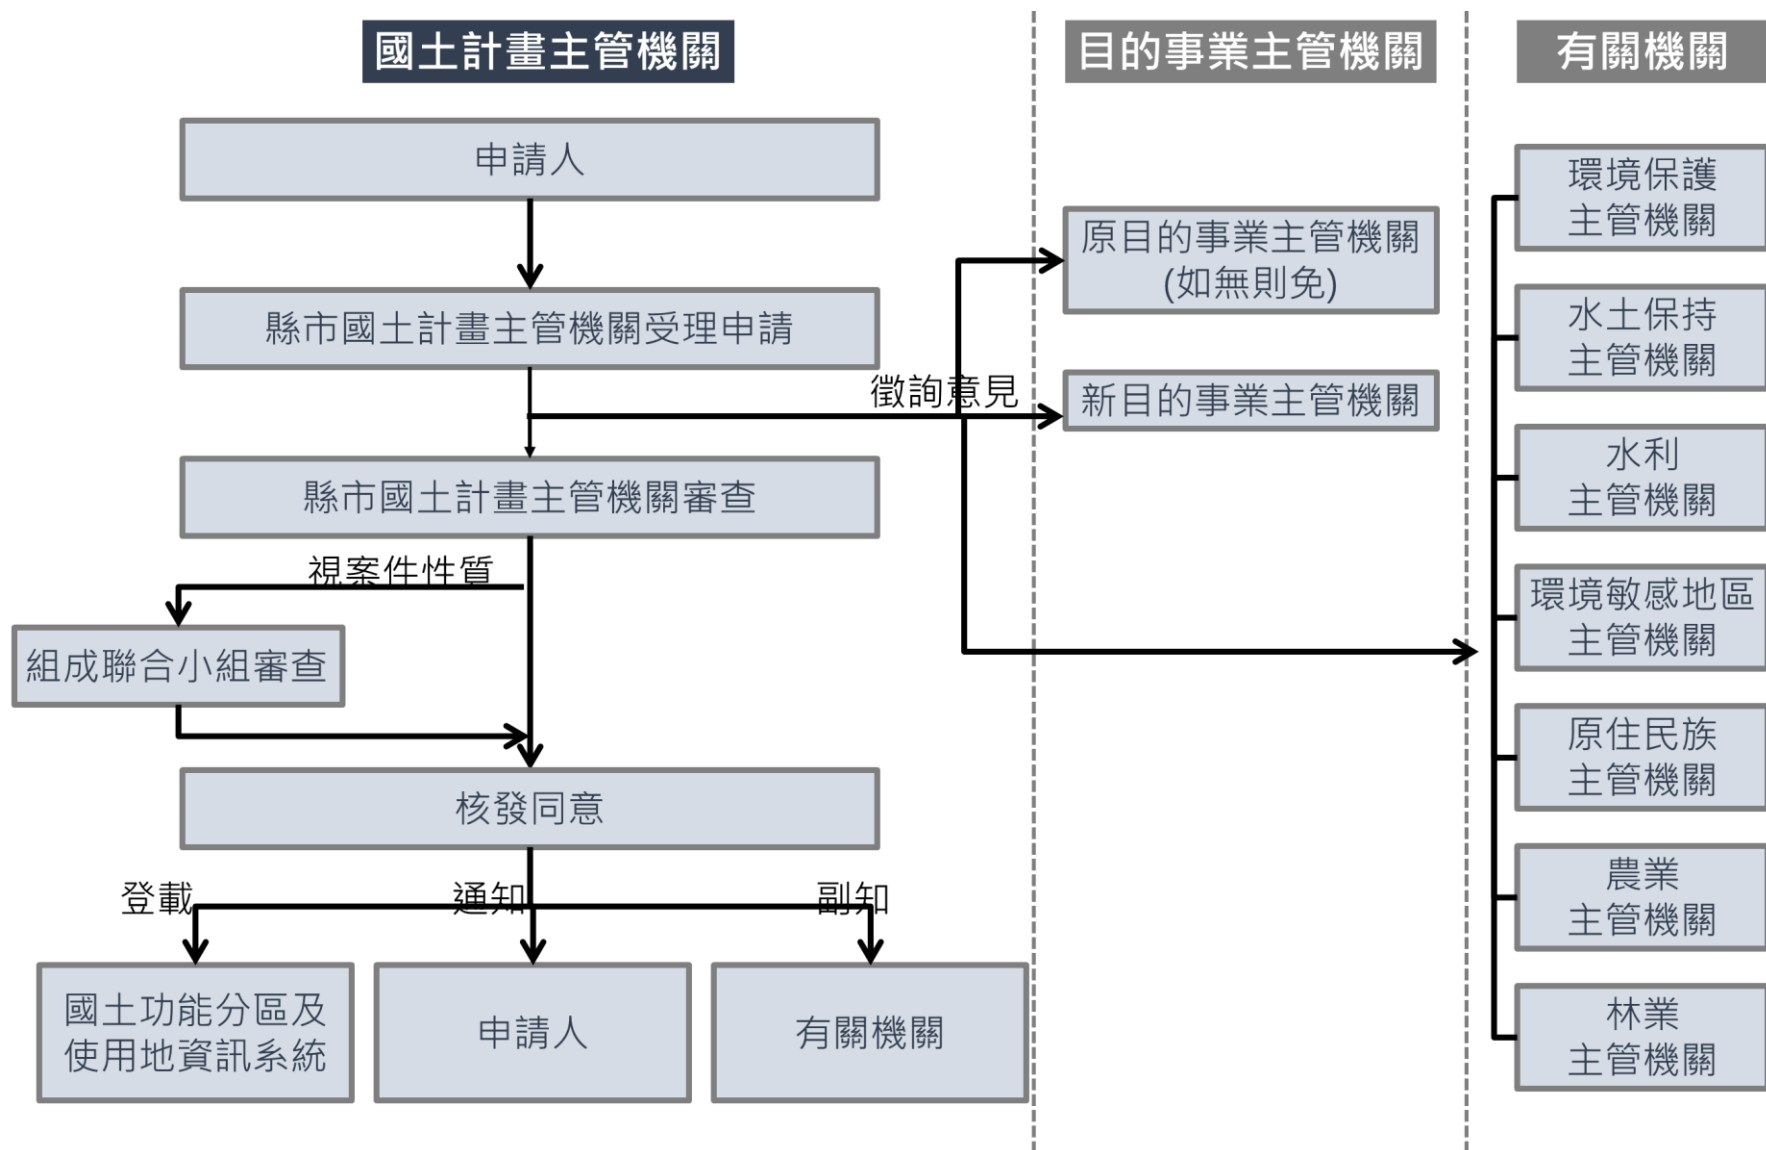 國土計畫主管機關
目的事業主管機關
有關機關
申請人
縣市國土計畫主管機關受理申請
徵詢意見
縣市國土計畫主管機關審查
視案件性質
組成聯合小組審查
核發同意
登載
通知
副知
國土功能分區及
使用地資訊系統
申請人
有關機關
原目的事業主管機關
(如無則免)
新目的事業主管機關
環境保護
主管機關
水土保持
主管機關
水利
主管機關
環境敏感地區
主管機關
原住民族
主管機關
農業
主管機關
林業
主管機關